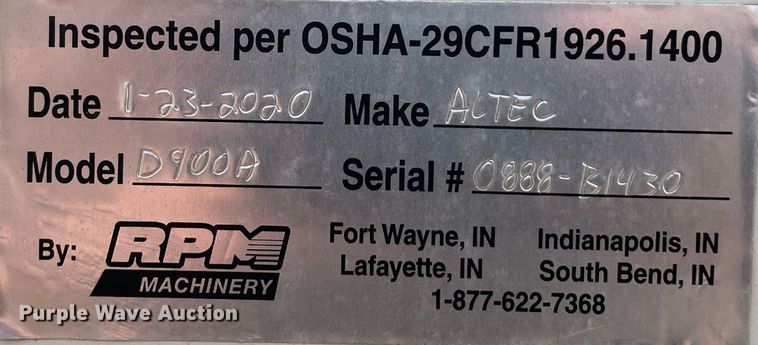 Inspected per OSHA-29CFR1926.1400
Date 1-23-2020 Make ALTEC
Model D900A Serial # 0888-B1430
By: RPM MACHINERY
Fort Wayne, IN Indianapolis, IN
Lafayette, IN South Bend, IN
1-877-622-7368
Purple Wave Auction